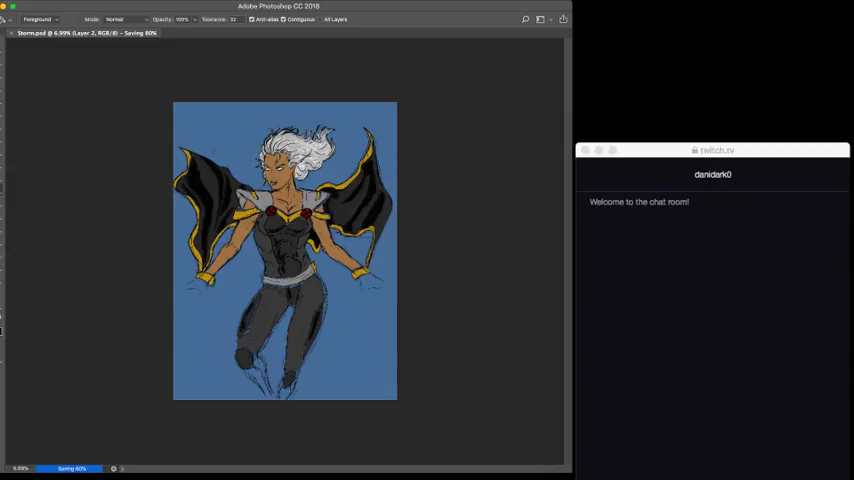 Adobe Photoshop CC 2018
Foreground Mode: Normal Opacity: 100% Tolerance: 32 Anti-alias Contiguous All Layers
Storm.psd @ 6.99% (Layer 2, RGB/8) – Saving 80%
twitch.tv
danidark0
Welcome to the chat room!
6.99% Saving 80%